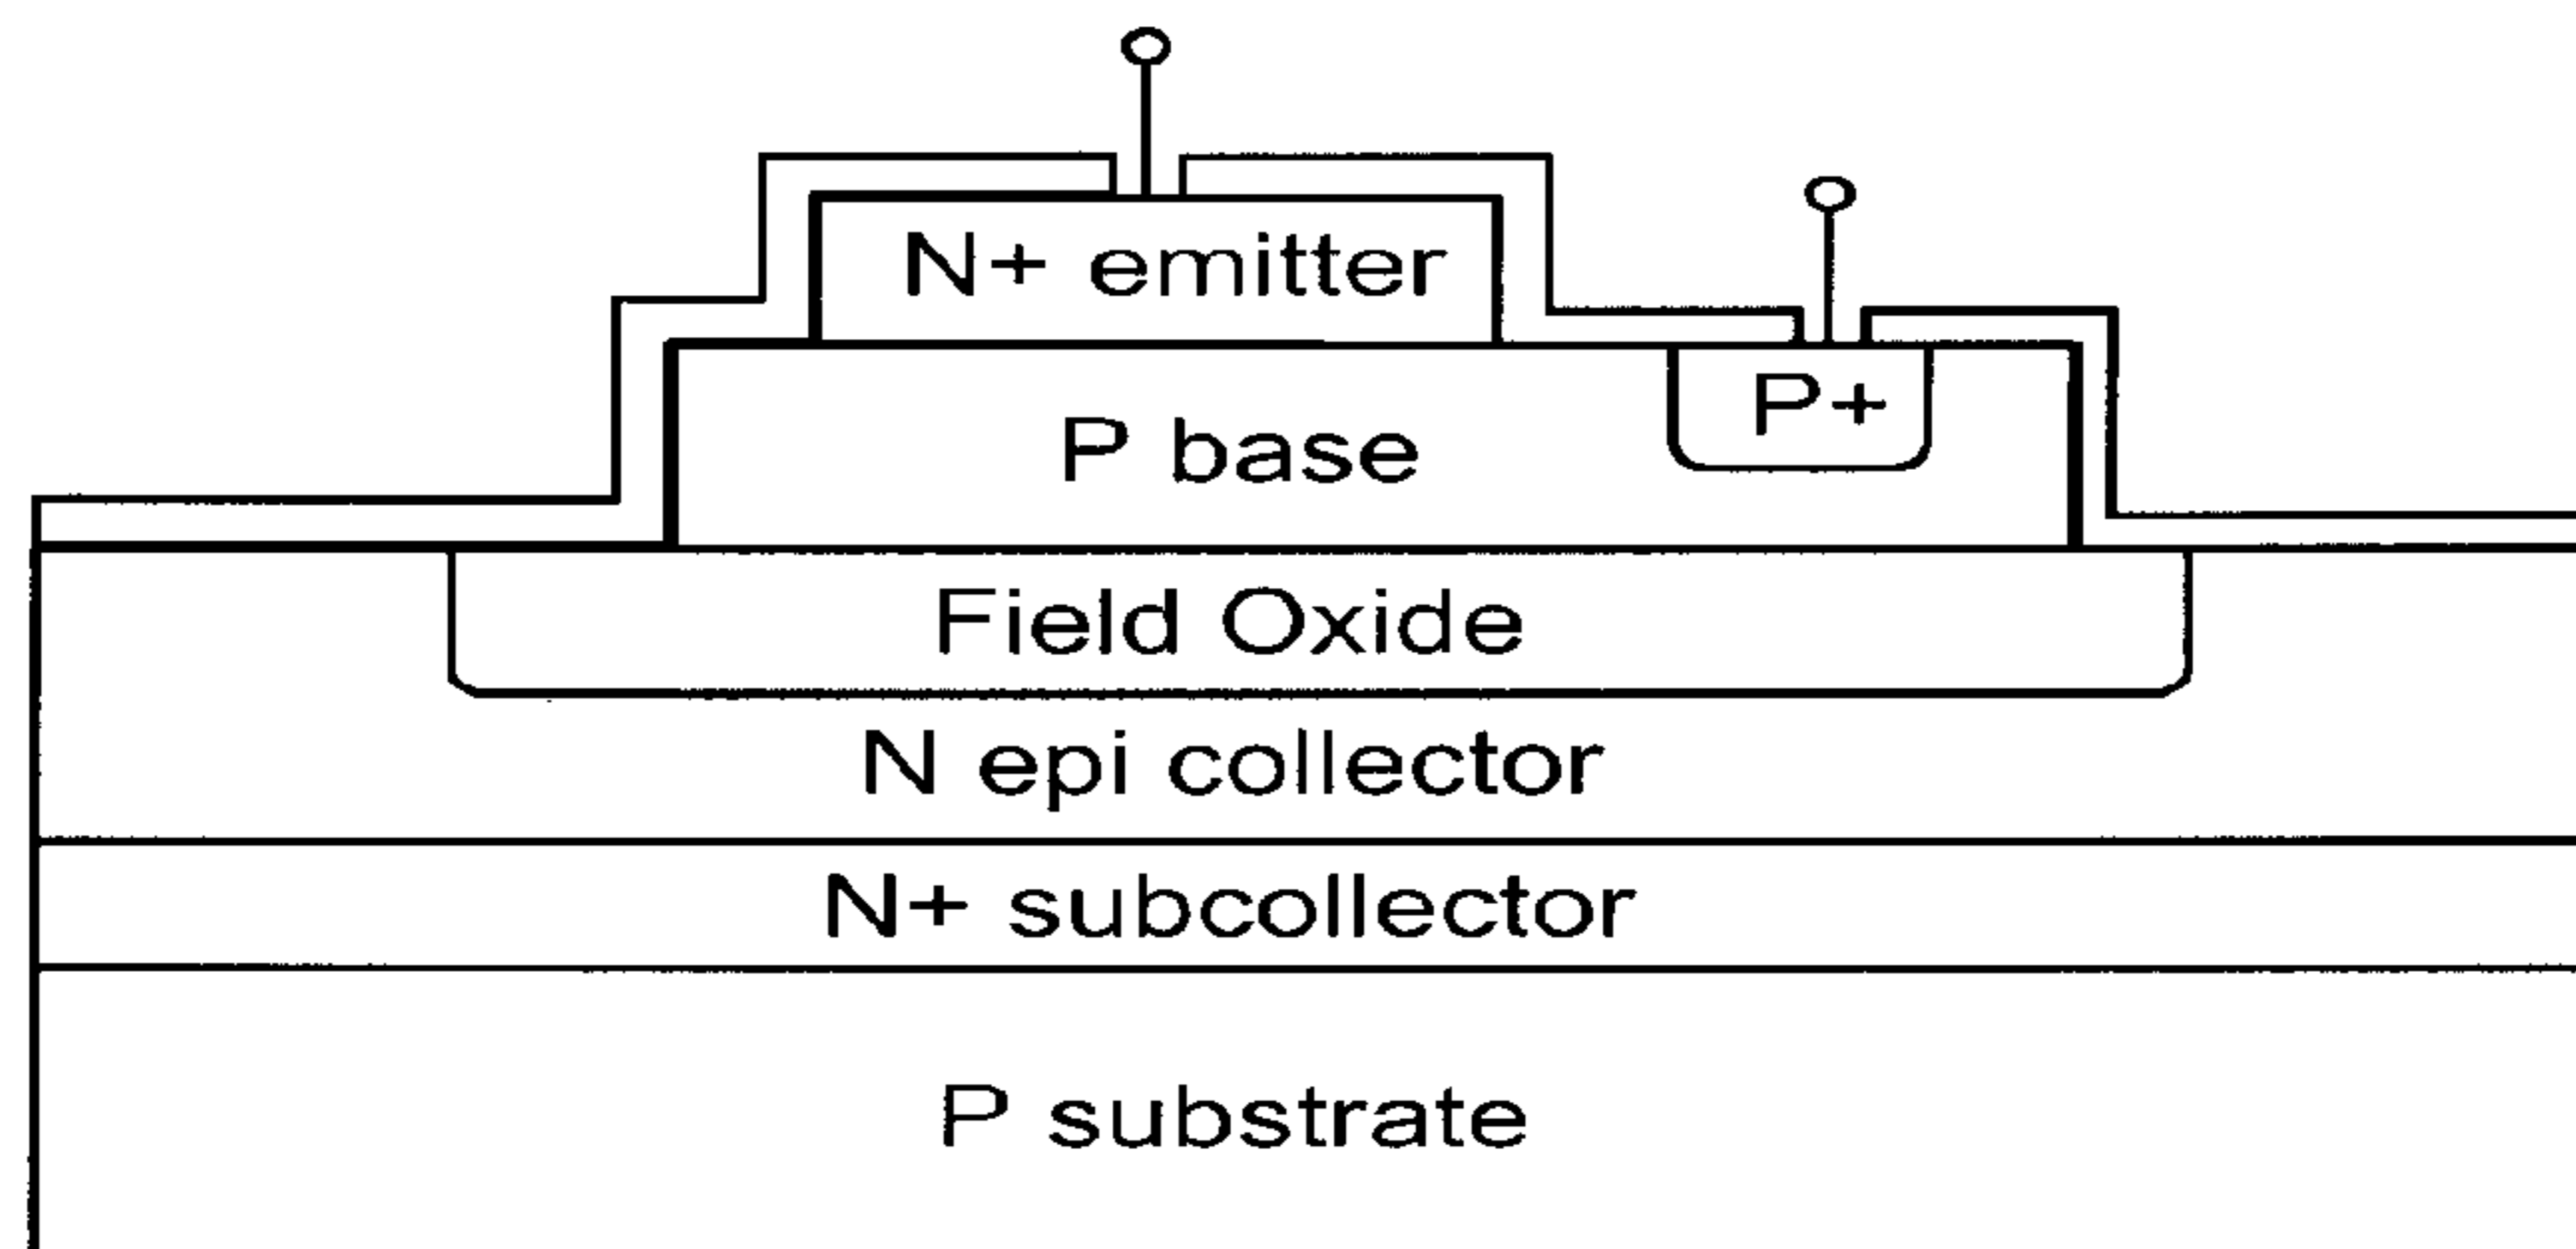 N+ emitter
P+
P base
Field Oxide
N epi collector
N+ subcollector
P substrate